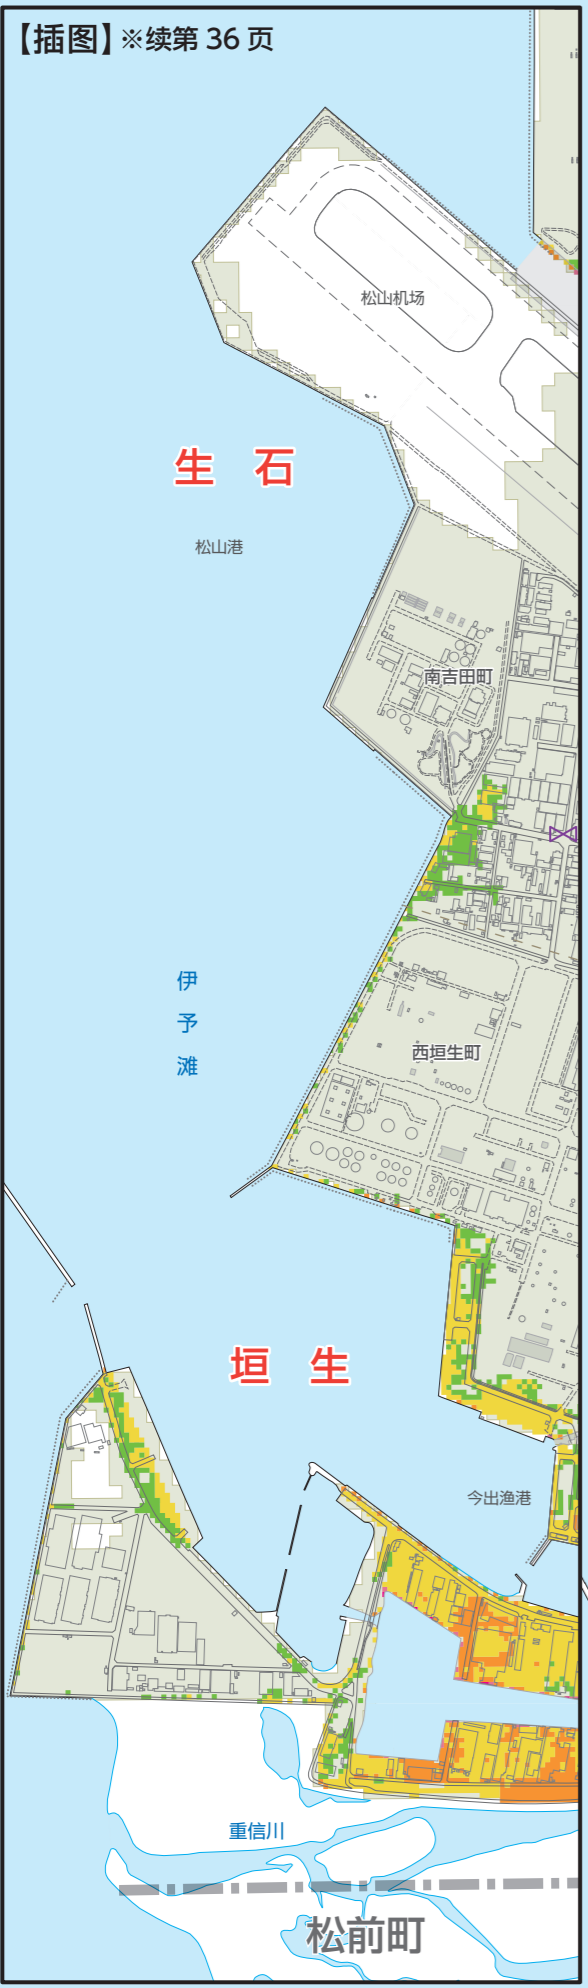 【插图】※续第 36 页
松山机场
生 石
松山港
南吉田町
伊
予
滩
西垣生町
垣 生
今出渔港
重信川
松前町